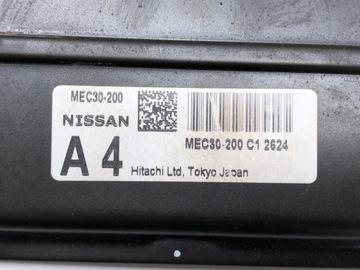 MEC30-200
NISSAN
MEC30-200 C1 2624
A 4
Hitachi Ltd, Tokyo Japan